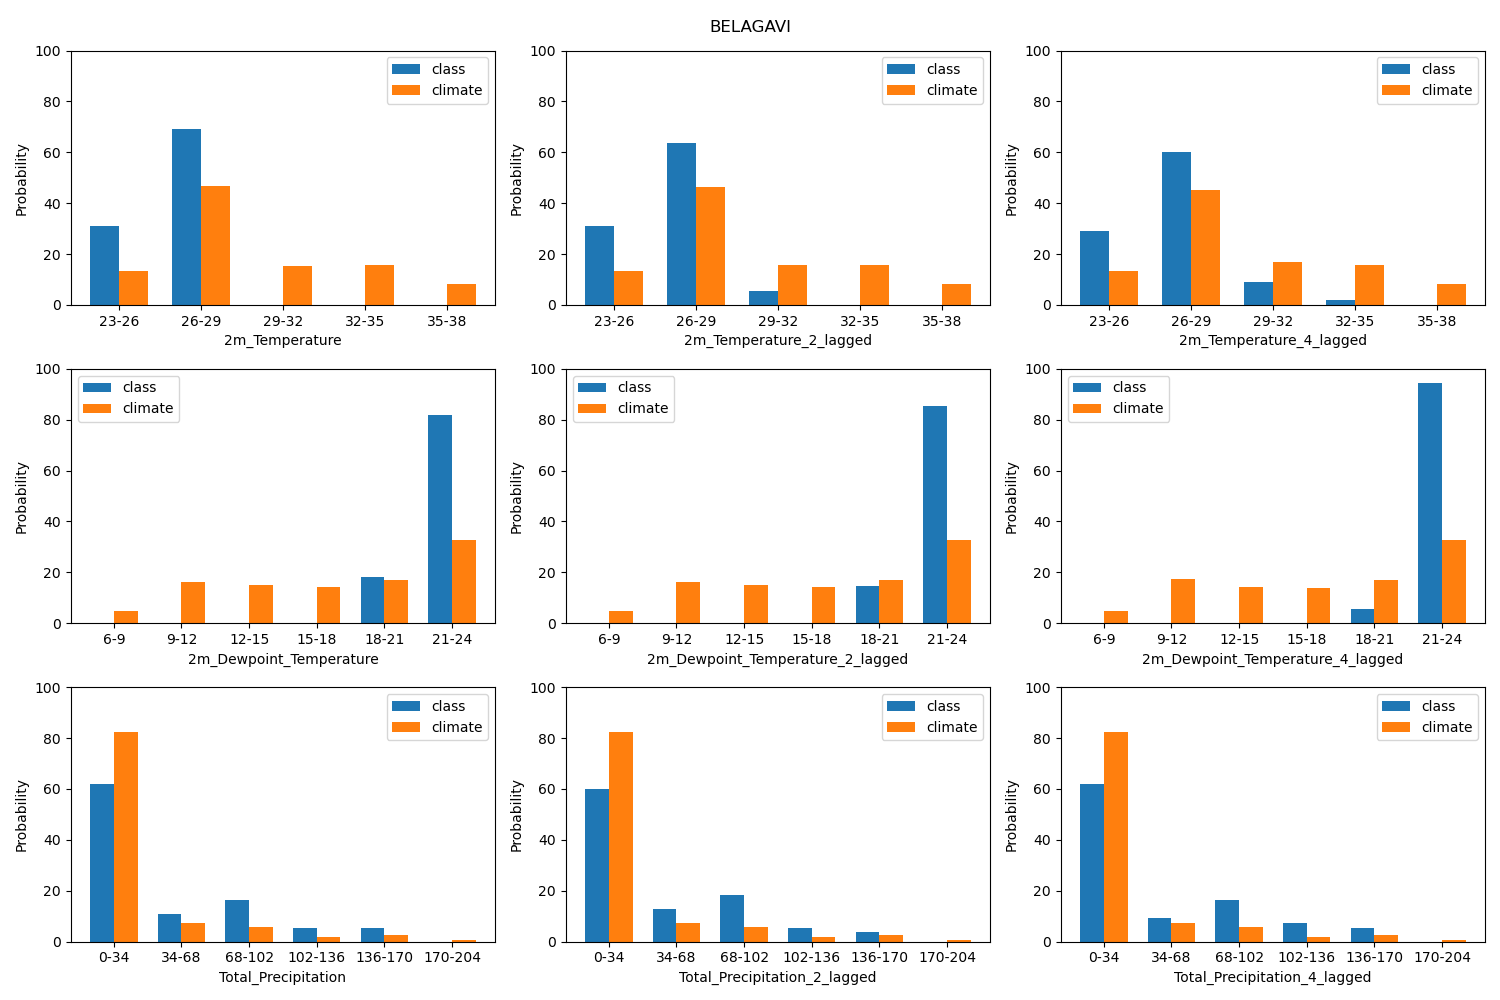 BELAGAVI
100
80
60
40
20
0
Probability
class
climate
23-26 26-29 29-32 32-35 35-38
2m_Temperature
100
80
60
40
20
0
Probability
class
climate
23-26 26-29 29-32 32-35 35-38
2m_Temperature_2_lagged
100
80
60
40
20
0
Probability
class
climate
23-26 26-29 29-32 32-35 35-38
2m_Temperature_4_lagged
100
80
60
40
20
0
Probability
class
climate
6-9 9-12 12-15 15-18 18-21 21-24
2m_Dewpoint_Temperature
100
80
60
40
20
0
Probability
class
climate
6-9 9-12 12-15 15-18 18-21 21-24
2m_Dewpoint_Temperature_2_lagged
100
80
60
40
20
0
Probability
class
climate
6-9 9-12 12-15 15-18 18-21 21-24
2m_Dewpoint_Temperature_4_lagged
100
80
60
40
20
0
Probability
class
climate
0-34 34-68 68-102 102-136 136-170 170-204
Total_Precipitation
100
80
60
40
20
0
Probability
class
climate
0-34 34-68 68-102 102-136 136-170 170-204
Total_Precipitation_2_lagged
100
80
60
40
20
0
Probability
class
climate
0-34 34-68 68-102 102-136 136-170 170-204
Total_Precipitation_4_lagged